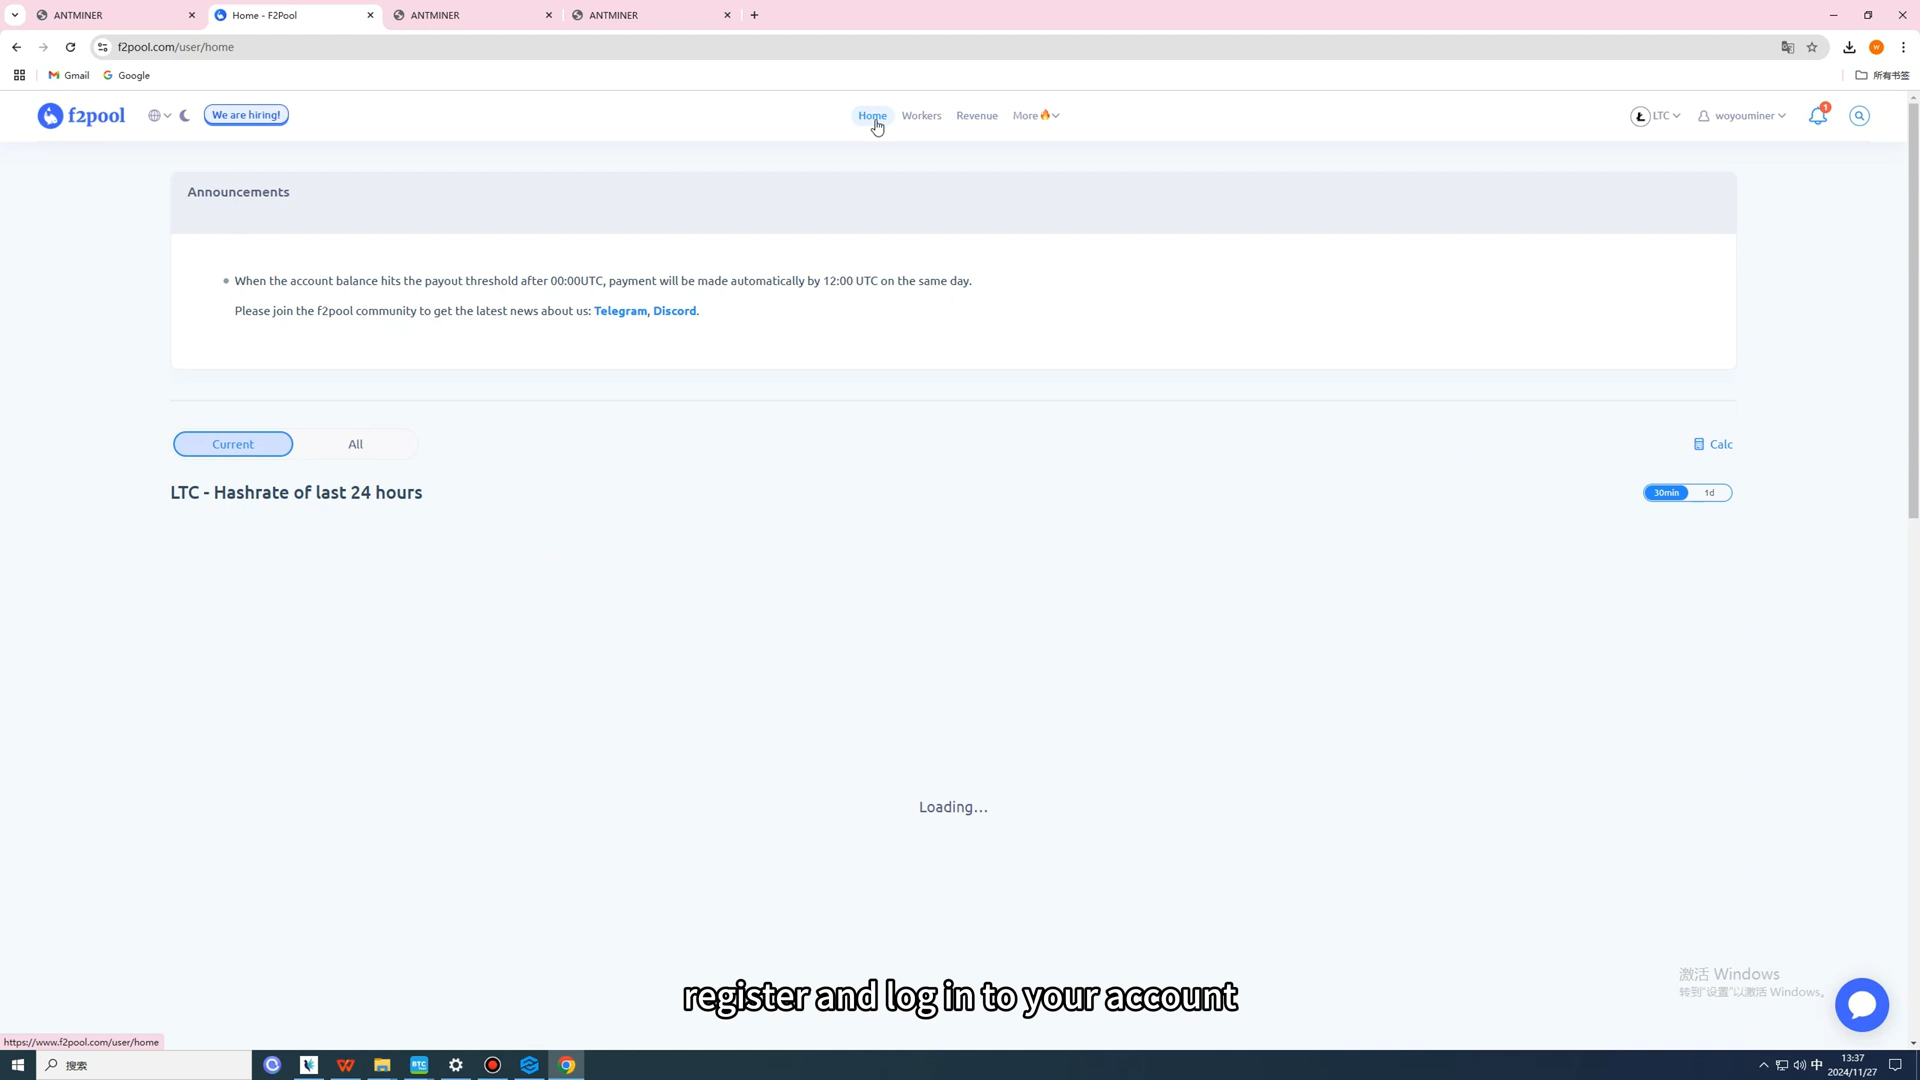 ANTMINER
Home - F2Pool
ANTMINER
ANTMINER
f2pool.com/user/home
Gmail
Google
所有书签
f2pool
We are hiring!
Home
Workers
Revenue
More
LTC
woyouminer
1
Announcements
When the account balance hits the payout threshold after 00:00UTC, payment will be made automatically by 12:00 UTC on the same day.
Please join the f2pool community to get the latest news about us: Telegram, Discord.
Current
All
Calc
LTC - Hashrate of last 24 hours
30min
1d
Loading...
激活 Windows
转到"设置"以激活 Windows。
register and log in to your account
https://www.f2pool.com/user/home
搜索
BTC
中
13:37
2024/11/27